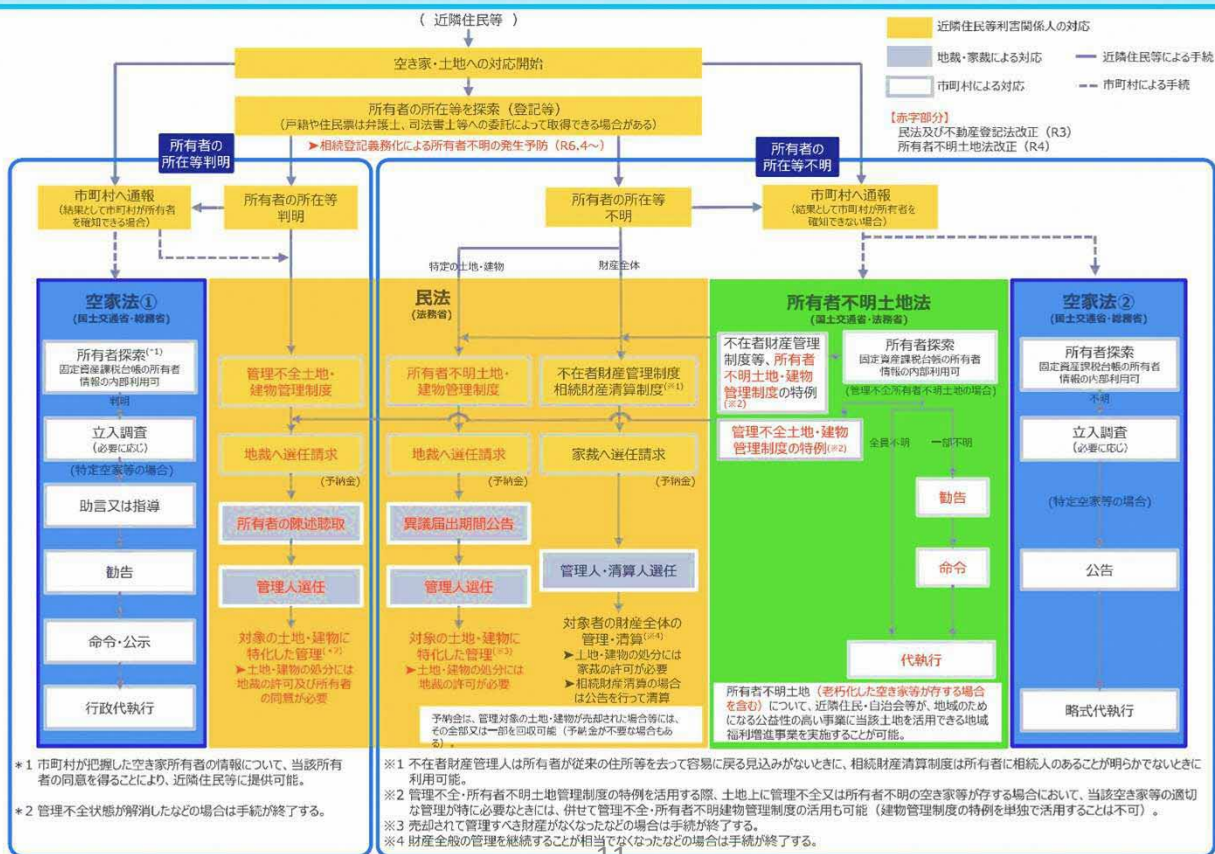 ( 近隣住民等 )
近隣住民等利害関係人の対応
地裁・家裁による対応
近隣住民等による手続
市町村による対応
市町村による手続
空き家・土地への対応開始
所有者の所在等を探索（登記等）
（戸籍や住民票は弁護士、司法書士等への委託によって取得できる場合がある）
➤相続登記義務化による所有者不明の発生予防（R6.4～）
【赤字部分】
民法及び不動産登記法改正（R3）
所有者不明土地法改正（R4）
所有者の
所在等判明
所有者の
所在等不明
市町村へ通報
（結果として市町村が所有者
を確知できる場合）
所有者の所在等
判明
所有者の所在等
不明
市町村へ通報
（結果として市町村が所有者を
確知できない場合）
特定の土地・建物
財産全体
空家法①
(国土交通省・総務省)
所有者探索(*1)
固定資産課税台帳の所有者
情報の内部利用可
判明
立入調査
（必要に応じ）
(特定空家等の場合)
助言又は指導
勧告
命令・公示
行政代執行
民法
(法務省)
管理不全土地・
建物管理制度
地裁へ選任請求
(予納金)
所有者の陳述聴取
管理人選任
対象の土地・建物に
特化した管理(*2)
➤土地・建物の処分には
地裁の許可及び所有者
の同意が必要
所有者不明土地・
建物管理制度
地裁へ選任請求
(予納金)
異議届出期間公告
管理人選任
対象の土地・建物に
特化した管理(※3)
➤土地・建物の処分には
地裁の許可が必要
不在者財産管理制度
相続財産清算制度(※1)
家裁へ選任請求
(予納金)
管理人・清算人選任
対象者の財産全体の
管理・清算(※4)
➤土地・建物の処分には
家裁の許可が必要
➤相続財産清算の場合
は公告を行って清算
予納金は、管理対象の土地・建物が売却された場合等には、
その全部又は一部を回収可能（予納金が不要な場合もあ
る）。
所有者不明土地法
(国土交通省・法務省)
不在者財産管理
制度等、所有者
不明土地・建物
管理制度の特例
(※2)
所有者探索
固定資産課税台帳の所有者
情報の内部利用可
(管理不全所有者不明土地の場合)
管理不全土地・建物
管理制度の特例(※2)
全員不明
一部不明
勧告
命令
代執行
所有者不明土地（老朽化した空き家等が存する場合
を含む）について、近隣住民・自治会等が、地域のため
になる公益性の高い事業に当該土地を活用できる地域
福利増進事業を実施することが可能。
空家法②
(国土交通省・総務省)
所有者探索
固定資産課税台帳の所有者
情報の内部利用可
不明
立入調査
（必要に応じ）
(特定空家等の場合)
公告
略式代執行
*1 市町村が把握した空き家所有者の情報について、当該所有
者の同意を得ることにより、近隣住民等に提供可能。
*2 管理不全状態が解消したなどの場合は手続が終了する。
※1 不在者財産管理人は所有者が従来の住所等を去って容易に戻る見込みがないときに、相続財産清算制度は所有者に相続人のあることが明らかでないときに
利用可能。
※2 管理不全・所有者不明土地管理制度の特例を活用する際、土地上に管理不全又は所有者不明の空き家等が存する場合において、当該空き家等の適切
な管理が特に必要なときには、併せて管理不全・所有者不明建物管理制度の活用も可能（建物管理制度の特例を単独で活用することは不可）。
※3 売却されて管理すべき財産がなくなったなどの場合は手続が終了する。
※4 財産全般の管理を継続することが相当でなくなったなどの場合は手続が終了する。
11